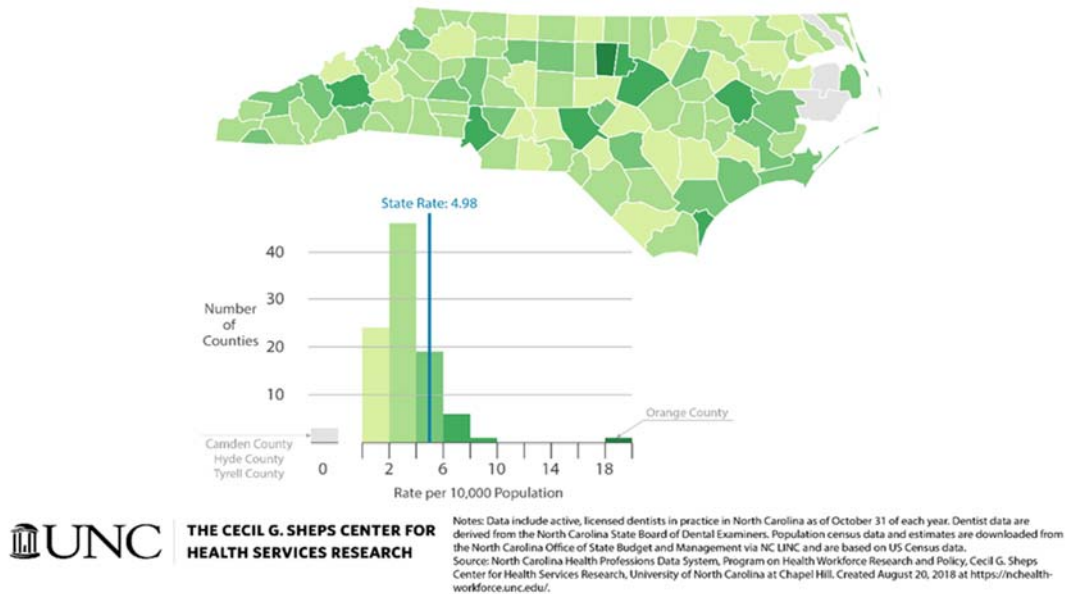 State Rate: 4.98
40
30
20
10
Number
of
Counties
Orange County
Camden County
Hyde County
Tyrell County
0 2 6 10 14 18
Rate per 10,000 Population
UNC
THE CECIL G. SHEPS CENTER FOR
HEALTH SERVICES RESEARCH
Notes: Data include active, licensed dentists in practice in North Carolina as of October 31 of each year. Dentist data are
derived from the North Carolina State Board of Dental Examiners. Population census data and estimates are downloaded from
the North Carolina Office of State Budget and Management via NC LINC and are based on US Census data.
Source: North Carolina Health Professions Data System, Program on Health Workforce Research and Policy, Cecil G. Sheps
Center for Health Services Research, University of North Carolina at Chapel Hill. Created August 20, 2018 at https://nchealth-
workforce.unc.edu/.